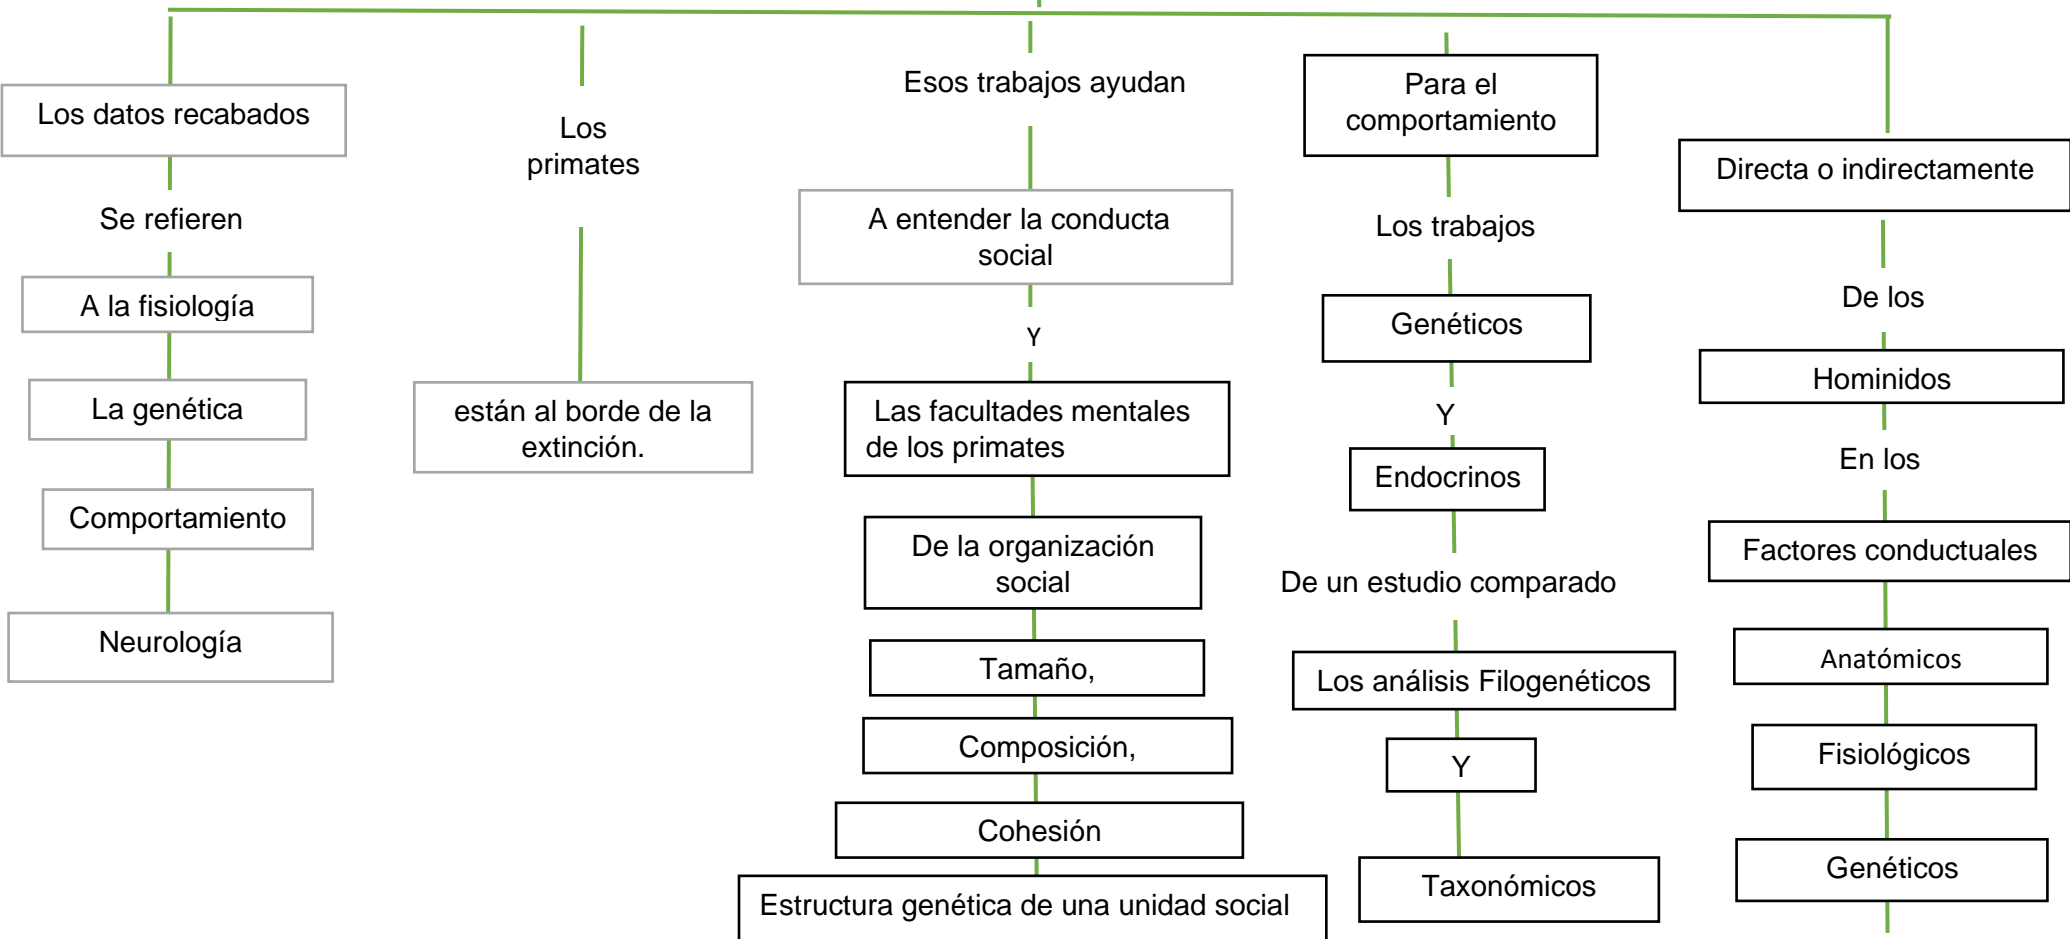 Los datos recabados
Se refieren
A la fisiología
La genética
Comportamiento
Neurología
Los
primates
están al borde de la
extinción.
Esos trabajos ayudan
A entender la conducta
social
Y
Las facultades mentales
de los primates
De la organización
social
Tamaño,
Composición,
Cohesión
Estructura genética de una unidad social
Para el
comportamiento
Los trabajos
Genéticos
Y
Endocrinos
De un estudio comparado
Los análisis Filogenéticos
Y
Taxonómicos
Directa o indirectamente
De los
Hominidos
En los
Factores conductuales
Anatómicos
Fisiológicos
Genéticos